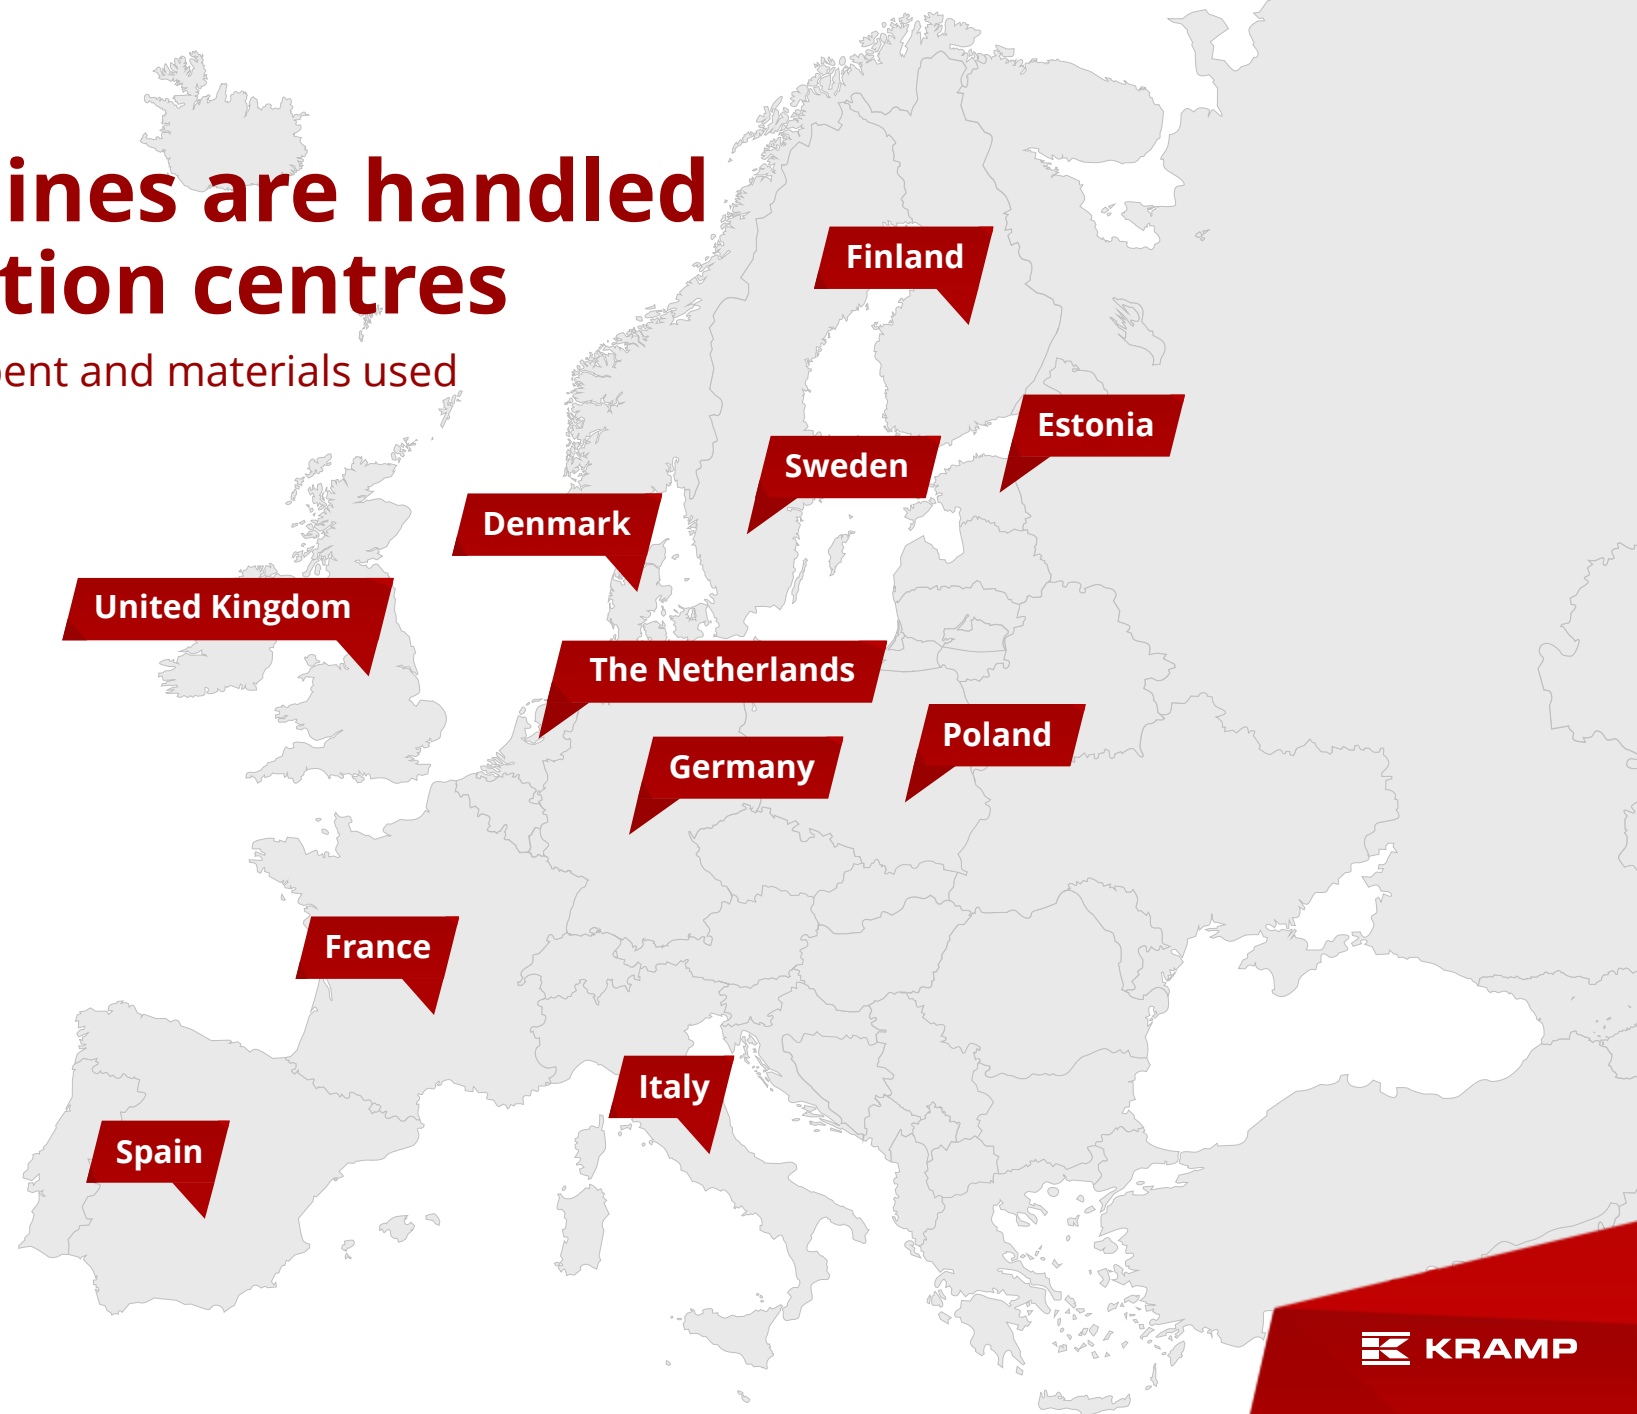 ines are handled
tion centres
ent and materials used
Finland
Estonia
Sweden
Denmark
United Kingdom
The Netherlands
Poland
Germany
France
Italy
Spain
KRAMP